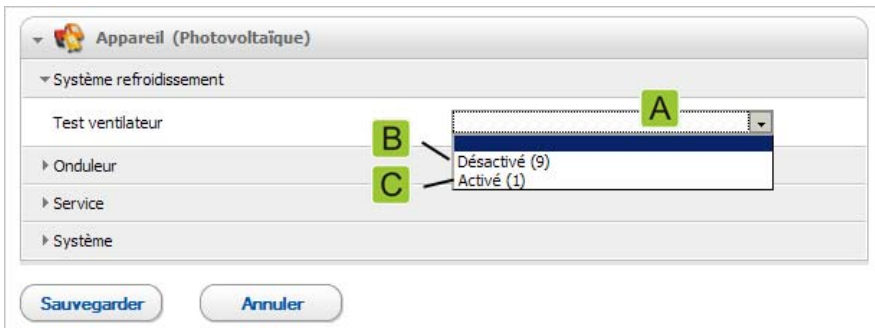 Appareil (Photovoltaïque)
Système refroidissement
Test ventilateur
A
B
Désactivé (9)
Onduleur
C
Activé (1)
Service
Système
Sauvegarder
Annuler